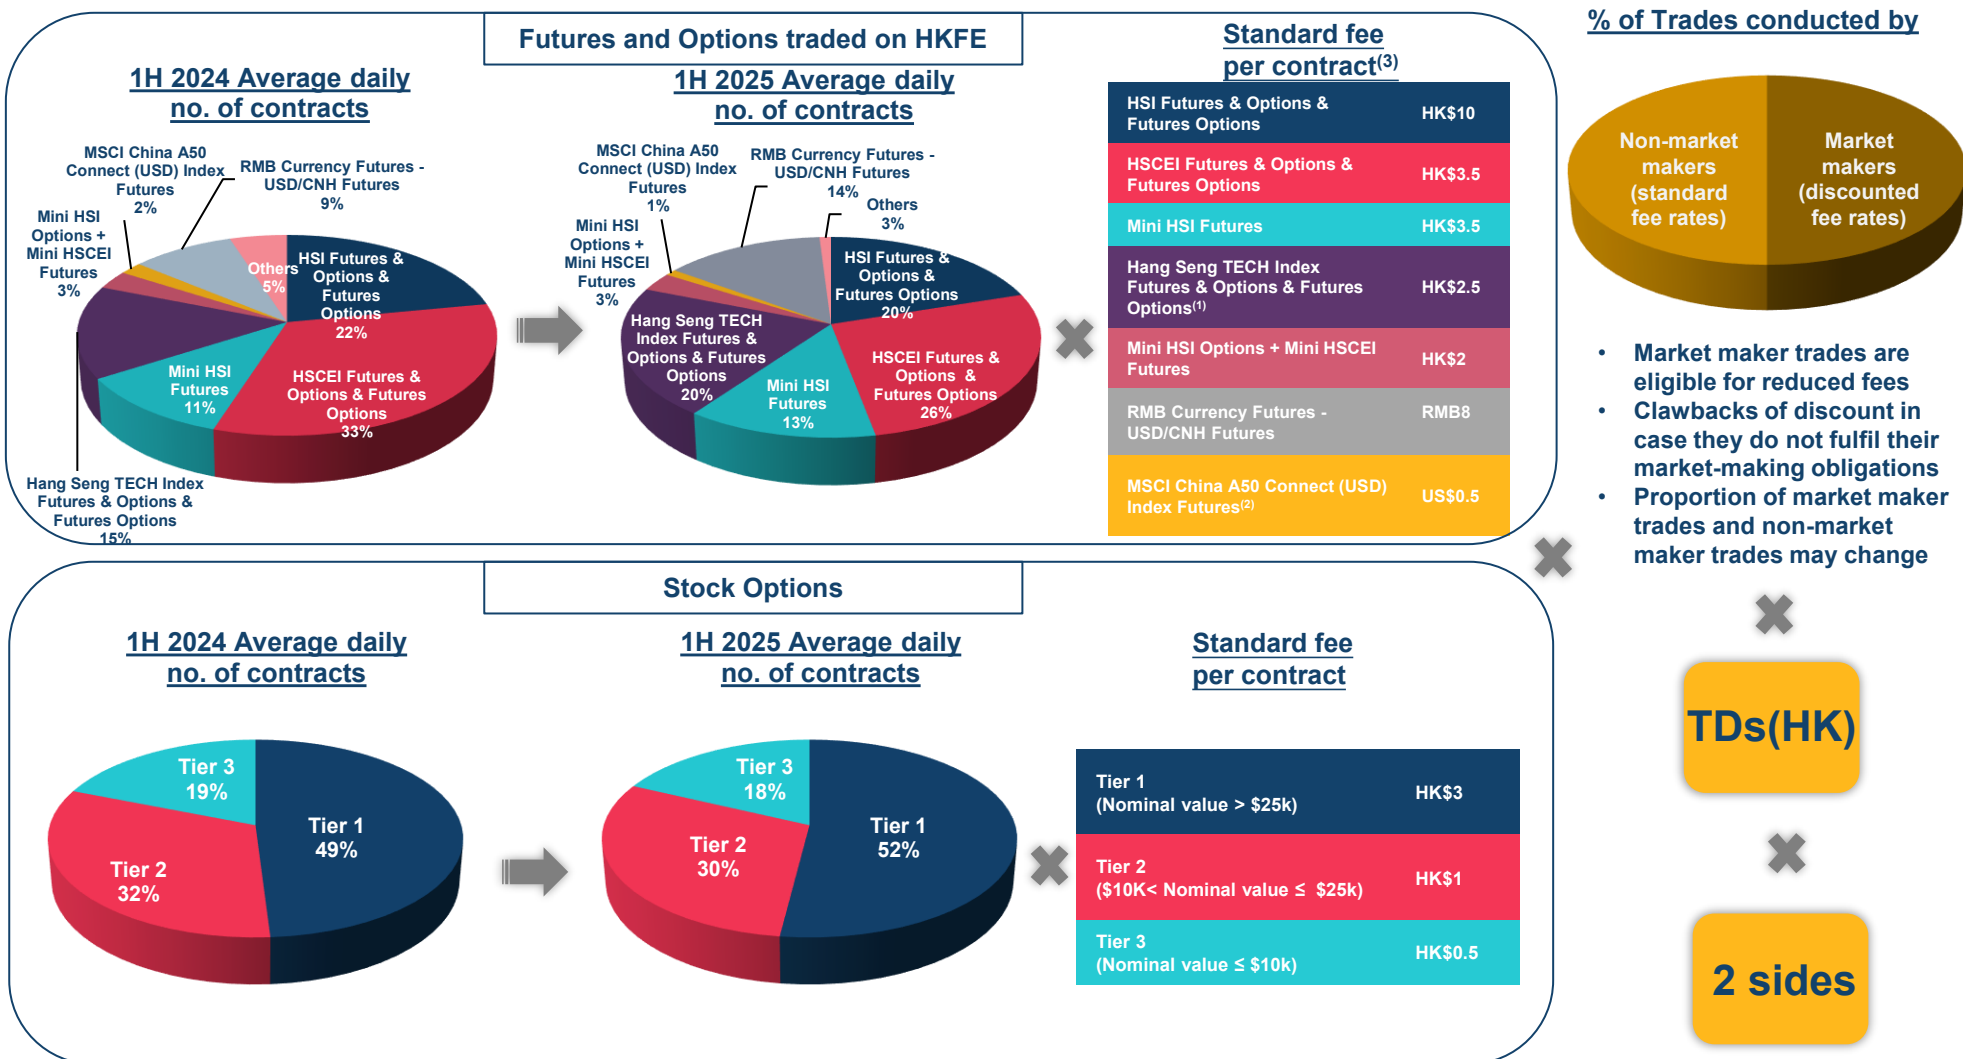 Futures and Options traded on HKFE
1H 2024 Average daily
no. of contracts
MSCI China A50
Connect (USD) Index
Futures
2%
RMB Currency Futures -
USD/CNH Futures
9%
Mini HSI
Options +
Mini HSCEI
Futures
3%
Others
5%
HSI Futures &
Options &
Futures
Options
22%
Mini HSI
Futures
11%
HSCEI Futures &
Options & Futures
Options
33%
Hang Seng TECH Index
Futures & Options &
Futures Options
15%
1H 2025 Average daily
no. of contracts
MSCI China A50
Connect (USD) Index
Futures
1%
RMB Currency Futures -
USD/CNH Futures
14%
Others
3%
Mini HSI
Options +
Mini HSCEI
Futures
3%
HSI Futures &
Options &
Futures Options
20%
Hang Seng TECH
Index Futures &
Options & Futures
Options
20%
Mini HSI
Futures
13%
HSCEI Futures &
Options &
Futures Options
26%
Standard fee
per contract(3)
HSI Futures & Options &
Futures Options
HK$10
HSCEI Futures & Options &
Futures Options
HK$3.5
Mini HSI Futures
HK$3.5
Hang Seng TECH Index
Futures & Options & Futures
Options(1)
HK$2.5
Mini HSI Options + Mini HSCEI
Futures
HK$2
RMB Currency Futures -
USD/CNH Futures
RMB8
MSCI China A50 Connect (USD)
Index Futures(2)
US$0.5
% of Trades conducted by
Non-market
makers
(standard
fee rates)
Market
makers
(discounted
fee rates)
• Market maker trades are
eligible for reduced fees
• Clawbacks of discount in
case they do not fulfil their
market-making obligations
• Proportion of market maker
trades and non-market
maker trades may change
TDs(HK)
2 sides
Stock Options
1H 2024 Average daily
no. of contracts
Tier 3
19%
Tier 1
49%
Tier 2
32%
1H 2025 Average daily
no. of contracts
Tier 3
18%
Tier 1
52%
Tier 2
30%
Standard fee
per contract
Tier 1
(Nominal value > $25k)
HK$3
Tier 2
($10K< Nominal value ≤ $25k)
HK$1
Tier 3
(Nominal value ≤ $10k)
HK$0.5